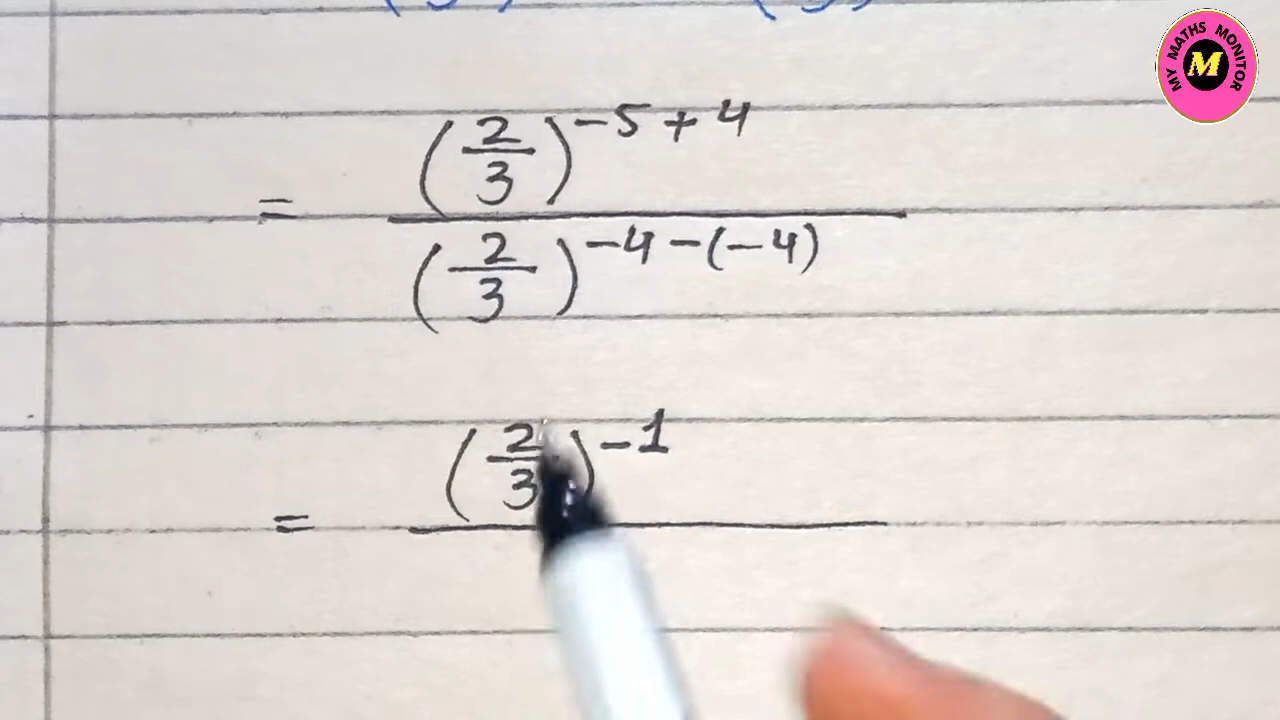 MY MATHS MONITOR
M
= (2/3)^-5+4
(2/3)^-4-(-4)
= (2/3)^-1